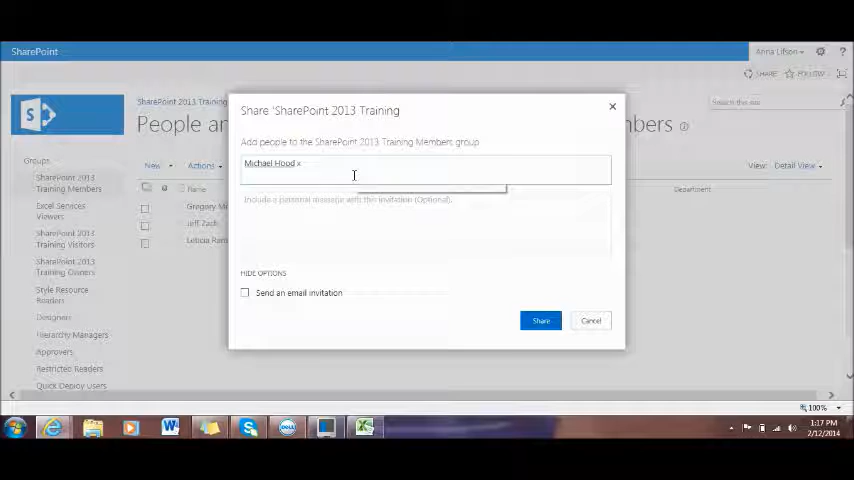 SharePoint
Anna Lifson
?
SHARE
FOLLOW
SharePoint 2013 Training
Search this site
People an
mbers
Share 'SharePoint 2013 Training
Add people to the SharePoint 2013 Training Members group
Michael Hood x
Include a personal message with this invitation (Optional).
HIDE OPTIONS
Send an email invitation
Share
Cancel
Groups
SharePoint 2013
Training Members
Excel Services
Viewers
SharePoint 2013
Training Visitors
SharePoint 2013
Training Owners
Style Resource
Readers
Designers
Hierarchy Managers
Approvers
Restricted Readers
Quick Deploy Users
New
Actions
View: Detail View
Name
Department
Gregory M
Jeff Zach
Leticia Ram
100%
1:17 PM
2/12/2014